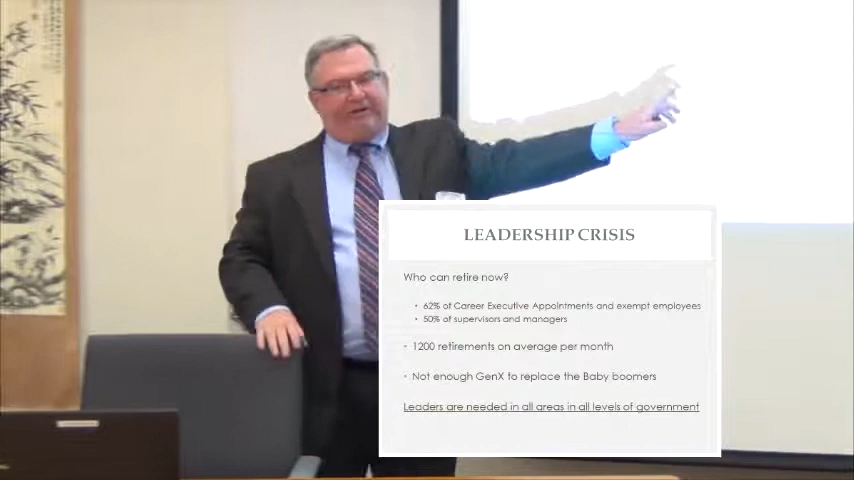 LEADERSHIP CRISIS
Who can retire now?
• 62% of Career Executive Appointments and exempt employees
• 50% of supervisors and managers
• 1200 retirements on average per month
• Not enough GenX to replace the Baby boomers
Leaders are needed in all areas in all levels of government